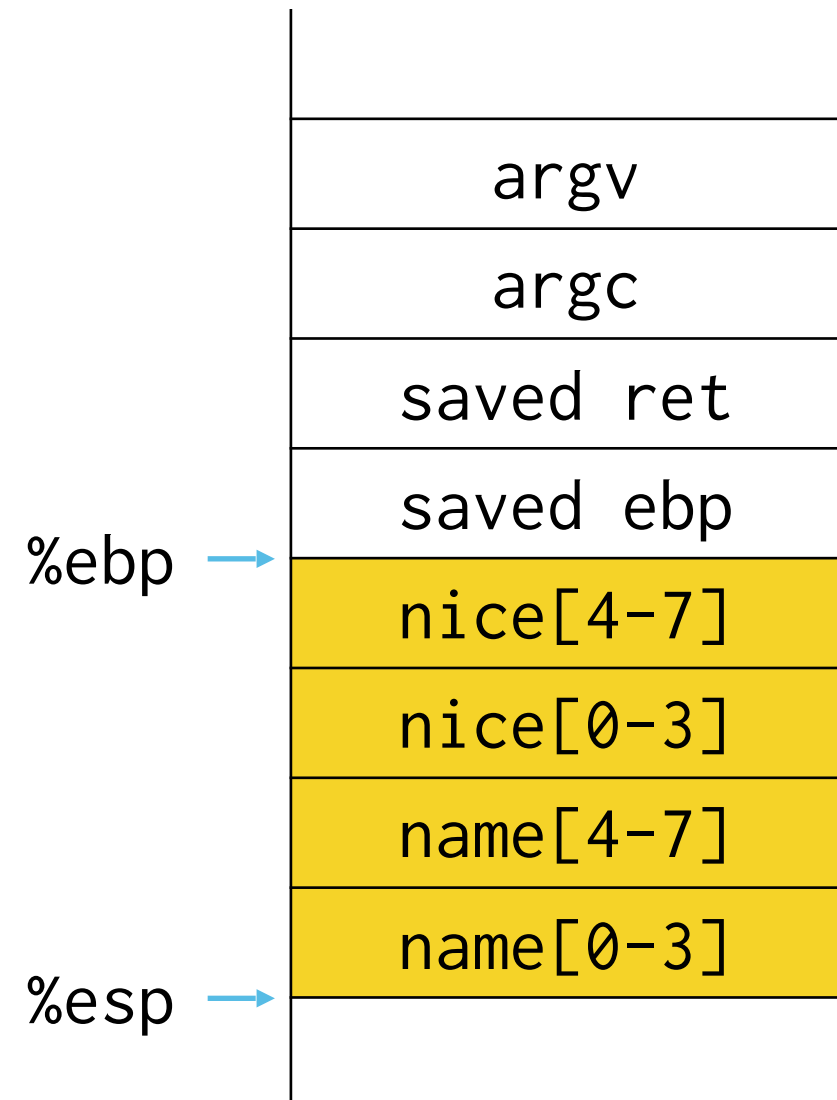 argv
argc
saved ret
saved ebp
%ebp
nice[4-7]
nice[0-3]
name[4-7]
name[0-3]
%esp